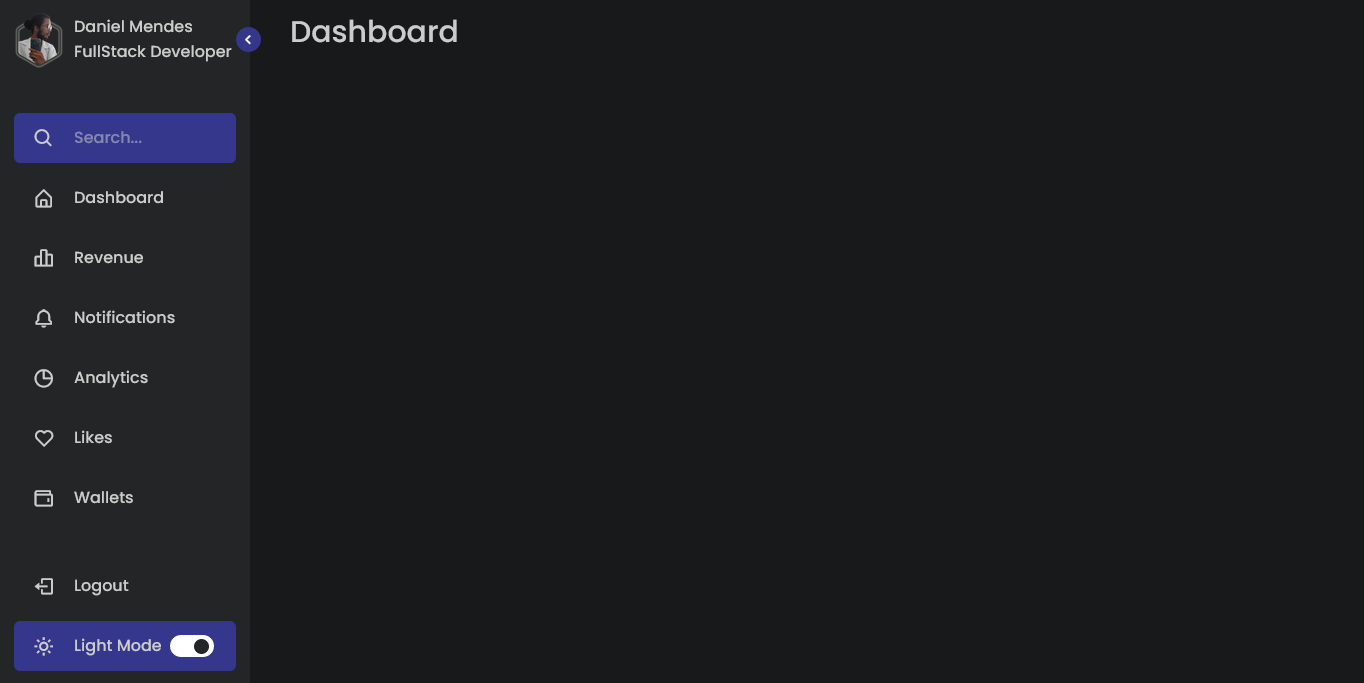 Daniel Mendes
FullStack Developer
Dashboard
Search...
Dashboard
Revenue
Notifications
Analytics
Likes
Wallets
Logout
Light Mode